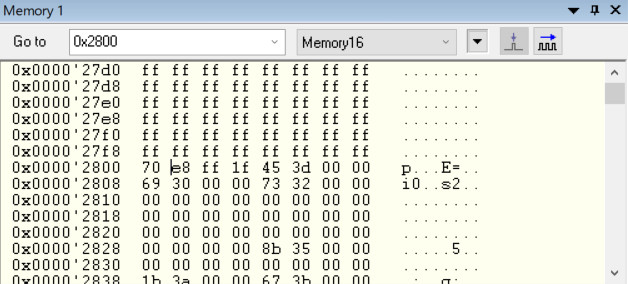 Memory 1
Go to 0x2800 Memory16
0x0000'27d0 ff ff ff ff ff ff ff ff ........
0x0000'27d8 ff ff ff ff ff ff ff ff ........
0x0000'27e0 ff ff ff ff ff ff ff ff ........
0x0000'27e8 ff ff ff ff ff ff ff ff ........
0x0000'27f0 ff ff ff ff ff ff ff ff ........
0x0000'27f8 ff ff ff ff ff ff ff ff ........
0x0000'2800 70 e8 ff 1f 45 3d 00 00 p...E=..
0x0000'2808 69 30 00 00 73 32 00 00 i0..s2..
0x0000'2810 00 00 00 00 00 00 00 00 ........
0x0000'2818 00 00 00 00 00 00 00 00 ........
0x0000'2820 00 00 00 00 00 00 00 00 ........
0x0000'2828 00 00 00 00 8b 35 00 00 .....5..
0x0000'2830 00 00 00 00 00 00 00 00 ........
0x0000'2838 1b 3a 00 00 67 3b 00 00